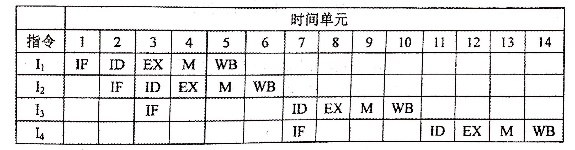 时间单元
指令 1 2 3 4 5 6 7 8 9 10 11 12 13 14
I₁ IF ID EX M WB
I₂ IF ID EX M WB
I₃ IF ID EX M WB
I₄ IF ID EX M WB